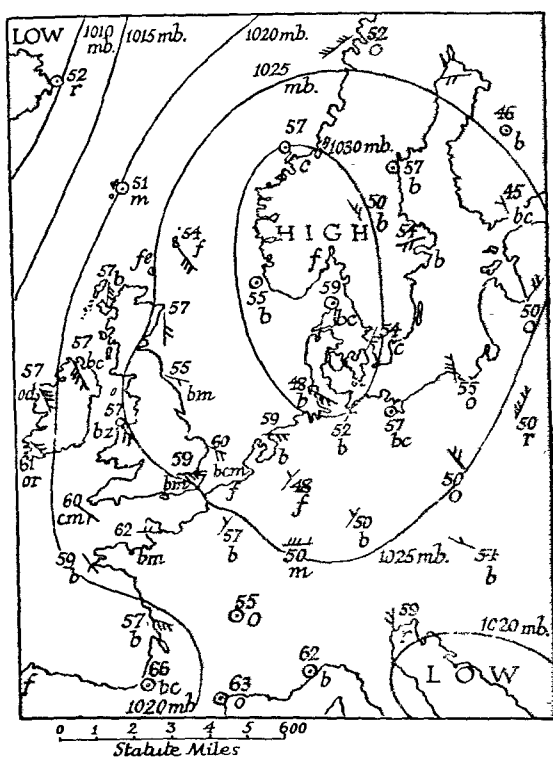 LOW
1010 mb.
1015 mb.
1020 mb.
52
O
52
r
1025 mb.
46
b
57
c
1030 mb.
57
b
51
m
45
bc
50
b
54
f
HIGH
54
b
f
57
b
55
b
59
bc
50
O
57
54
c
57
bc
57
55
bm
48
b
55
O
57
bz
52
b
57
bc
50
r
59
b
60
bcm
61
or
59
bm
f
48
f
50
O
60
cm
62
bm
57
b
50
b
50
m
1025 mb.
54
b
59
b
57
b
55
O
59
1020 mb.
LOW
66
bc
62
b
f
63
O
1020 mb
0 1 2 3 4 5 600
Statute Miles